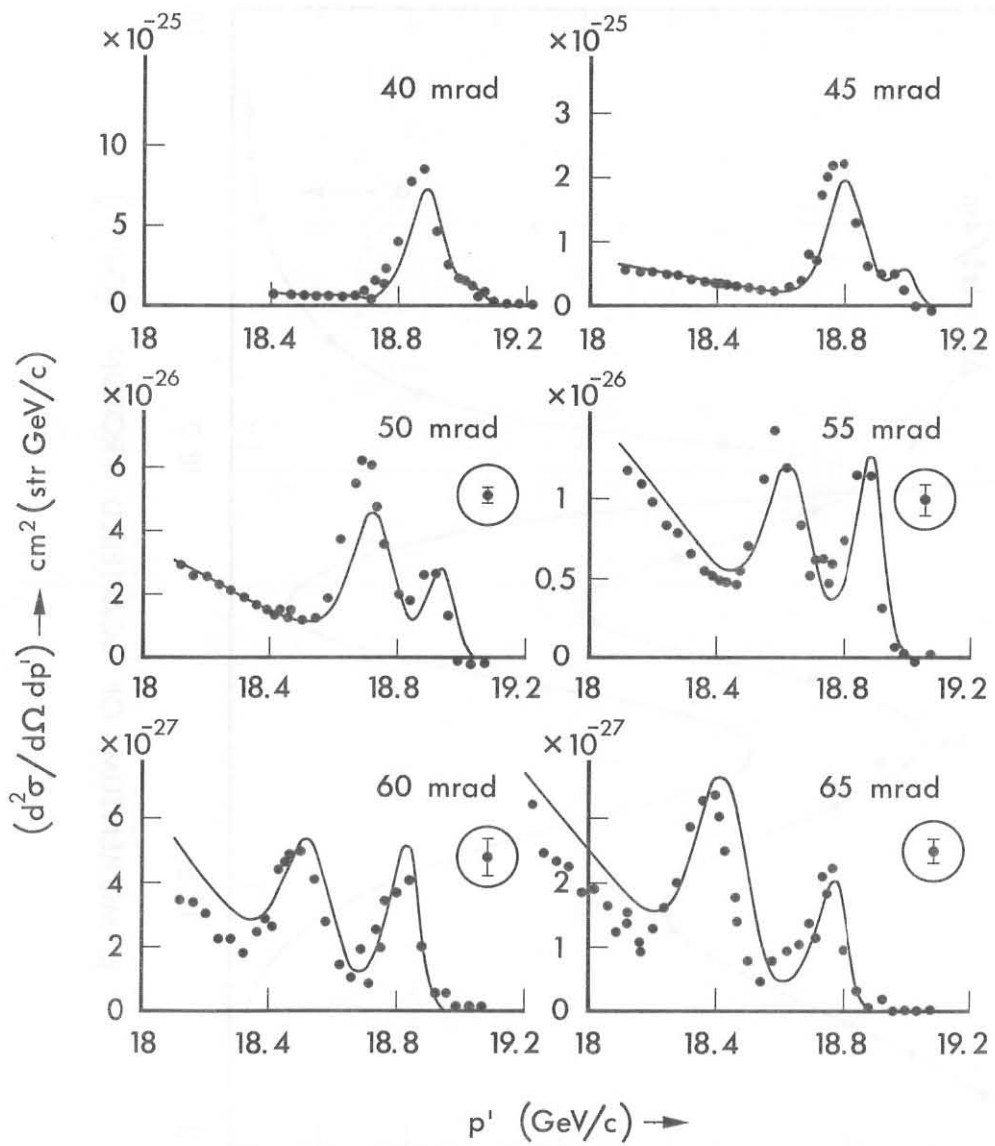 (d²σ/dΩ dp') → cm² (str GeV/c)
×10⁻²⁵
40 mrad
10
5
0
18 18.4 18.8 19.2
×10⁻²⁵
45 mrad
3
2
1
0
18 18.4 18.8 19.2
×10⁻²⁶
50 mrad
6
4
2
0
18 18.4 18.8 19.2
×10⁻²⁶
55 mrad
1
0.5
0
18 18.4 18.8 19.2
×10⁻²⁷
60 mrad
6
4
2
0
18 18.4 18.8 19.2
×10⁻²⁷
65 mrad
2
1
0
18 18.4 18.8 19.2
p' (GeV/c) →